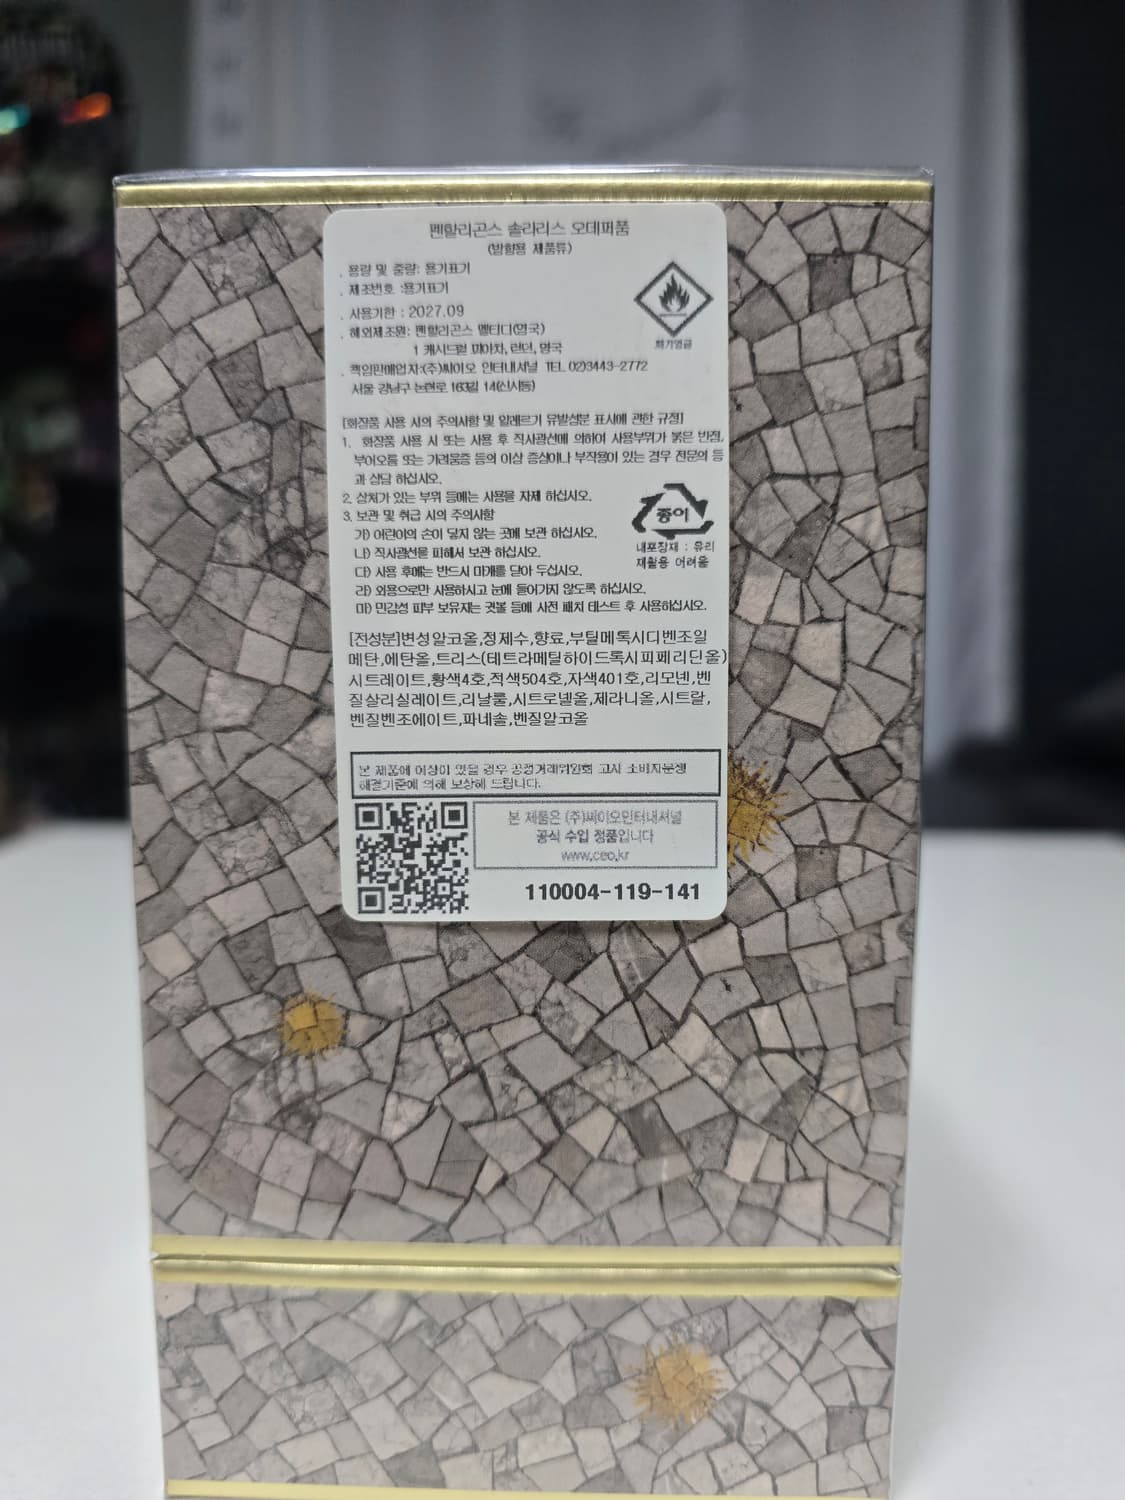 펜할리곤스 솔라리스 오데퍼퓸
(방향용 제품류)
. 용량 및 중량: 용기표기
. 제조번호 :용기표기
. 사용기한 : 2027.09
. 해외제조원: 펜할리곤스 엘티디(영국)
1 캐시드럴 피아차, 런던, 영국
. 책임판매업자:(주)씨이오 인터내셔널 TEL 02)3443-2772
서울 강남구 논현로 163길 14(신사동)
화기엄금
[화장품 사용 시의 주의사항 및 알레르기 유발성분 표시에 관한 규정]
1. 화장품 사용 시 또는 사용 후 직사광선에 의하여 사용부위가 붉은 반점,
부어오름 또는 가려움증 등의 이상 증상이나 부작용이 있는 경우 전문의 등
과 상담 하십시오.
2. 상처가 있는 부위 등에는 사용을 자제 하십시오.
3. 보관 및 취급 시의 주의사항
가) 어린이의 손이 닿지 않는 곳에 보관 하십시오.
나) 직사광선을 피해서 보관 하십시오.
다) 사용 후에는 반드시 마개를 닫아 두십시오.
라) 외용으로만 사용하시고 눈에 들어가지 않도록 하십시오.
마) 민감성 피부 보유자는 귓볼 등에 사전 패치 테스트 후 사용하십시오.
종이
내포장재 : 유리
재활용 어려움
[전성분]변성알코올,정제수,향료,부틸메톡시디벤조일
메탄,에탄올,트리스(테트라메틸하이드록시피페리딘올)
시트레이트,황색4호,적색504호,자색401호,리모넨,벤
질살리실레이트,리날룰,시트로넬올,제라니올,시트랄,
벤질벤조에이트,파네솔,벤질알코올
본 제품에 이상이 있을 경우 공정거래위원회 고시 소비자분쟁
해결기준에 의해 보상해 드립니다.
본 제품은 (주)씨이오인터내셔널
공식 수입 정품입니다
www.ceo.kr
110004-119-141